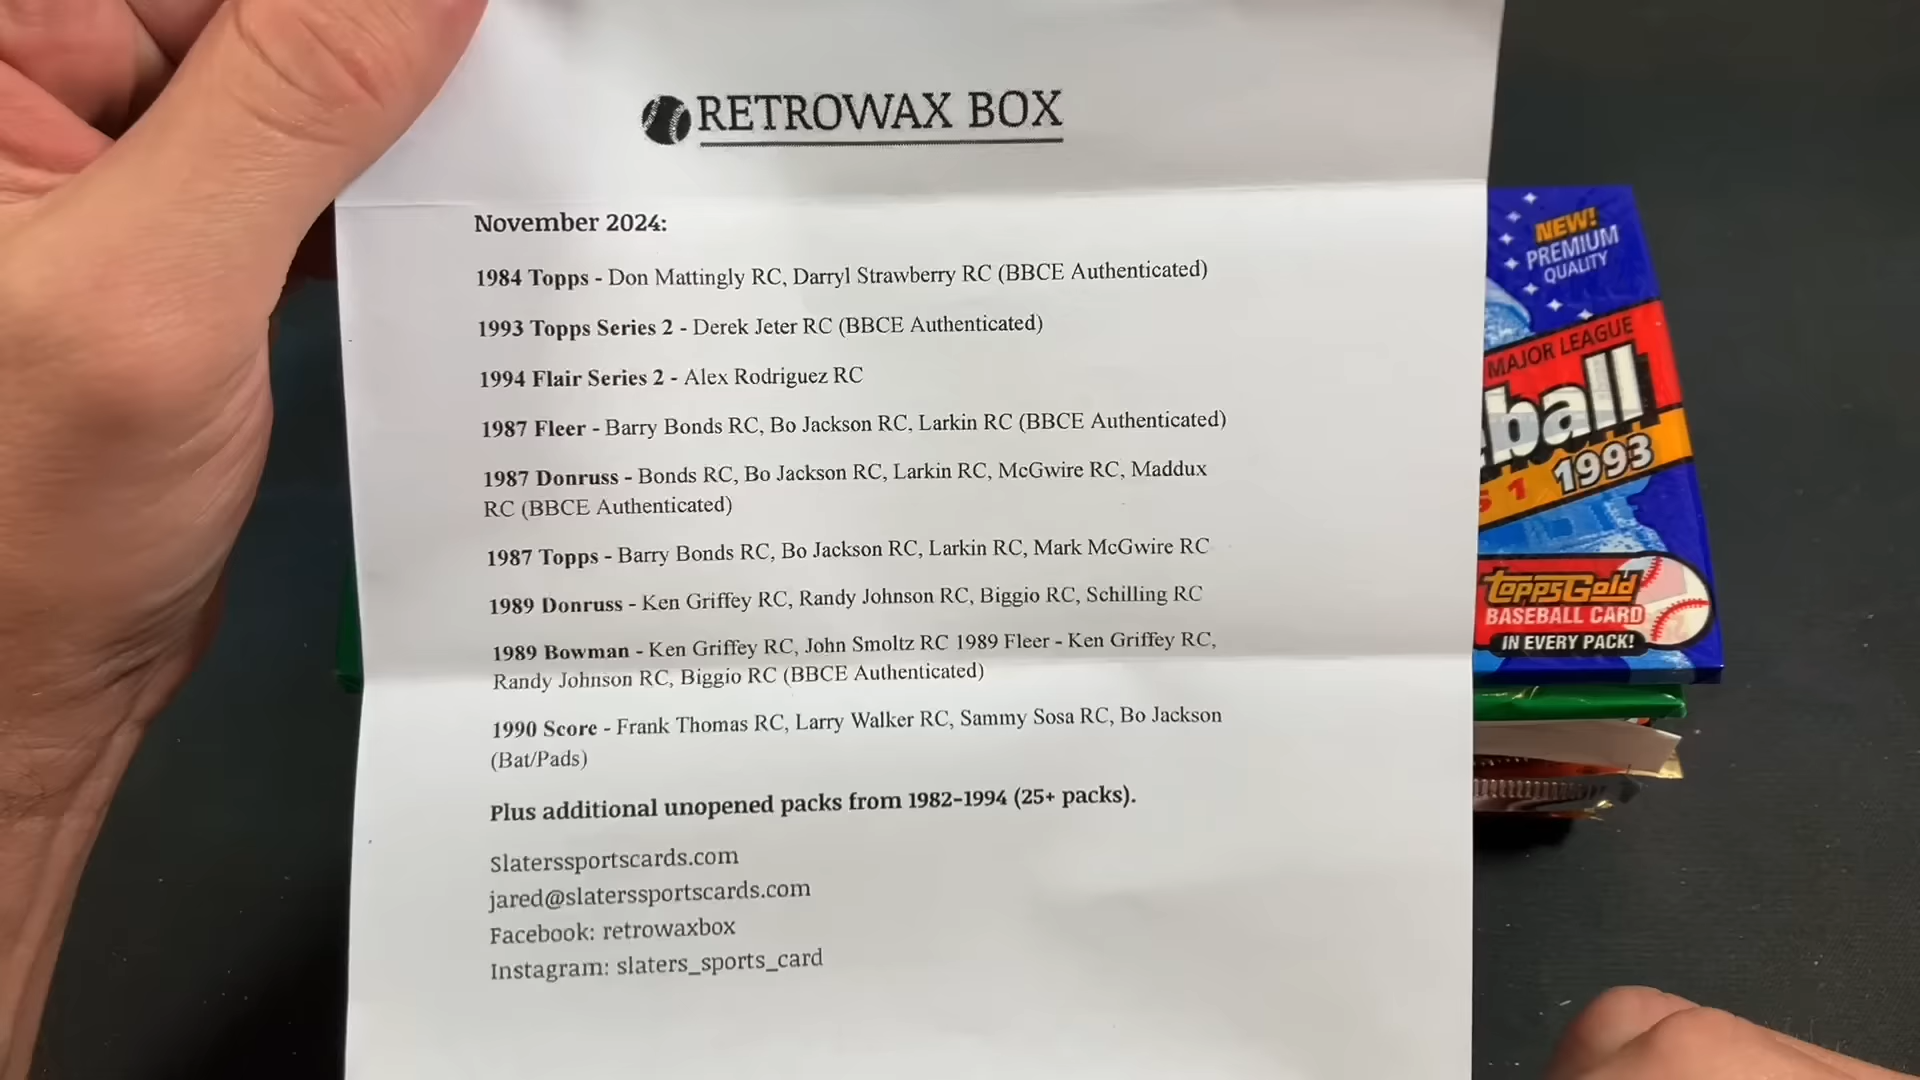 RETROWAX BOX
November 2024:
1984 Topps - Don Mattingly RC, Darryl Strawberry RC (BBCE Authenticated)
1993 Topps Series 2 - Derek Jeter RC (BBCE Authenticated)
1994 Flair Series 2 - Alex Rodriguez RC
1987 Fleer - Barry Bonds RC, Bo Jackson RC, Larkin RC (BBCE Authenticated)
1987 Donruss - Bonds RC, Bo Jackson RC, Larkin RC, McGwire RC, Maddux
RC (BBCE Authenticated)
1987 Topps - Barry Bonds RC, Bo Jackson RC, Larkin RC, Mark McGwire RC
1989 Donruss - Ken Griffey RC, Randy Johnson RC, Biggio RC, Schilling RC
1989 Bowman - Ken Griffey RC, John Smoltz RC 1989 Fleer - Ken Griffey RC,
Randy Johnson RC, Biggio RC (BBCE Authenticated)
1990 Score - Frank Thomas RC, Larry Walker RC, Sammy Sosa RC, Bo Jackson
(Bat/Pads)
Plus additional unopened packs from 1982-1994 (25+ packs).
Slaterssportscards.com
jared@slaterssportscards.com
Facebook: retrowaxbox
Instagram: slaters_sports_card
NEW!
PREMIUM
QUALITY
MAJOR LEAGUE
ball
1 1993
toppsGold
BASEBALL CARD
IN EVERY PACK!